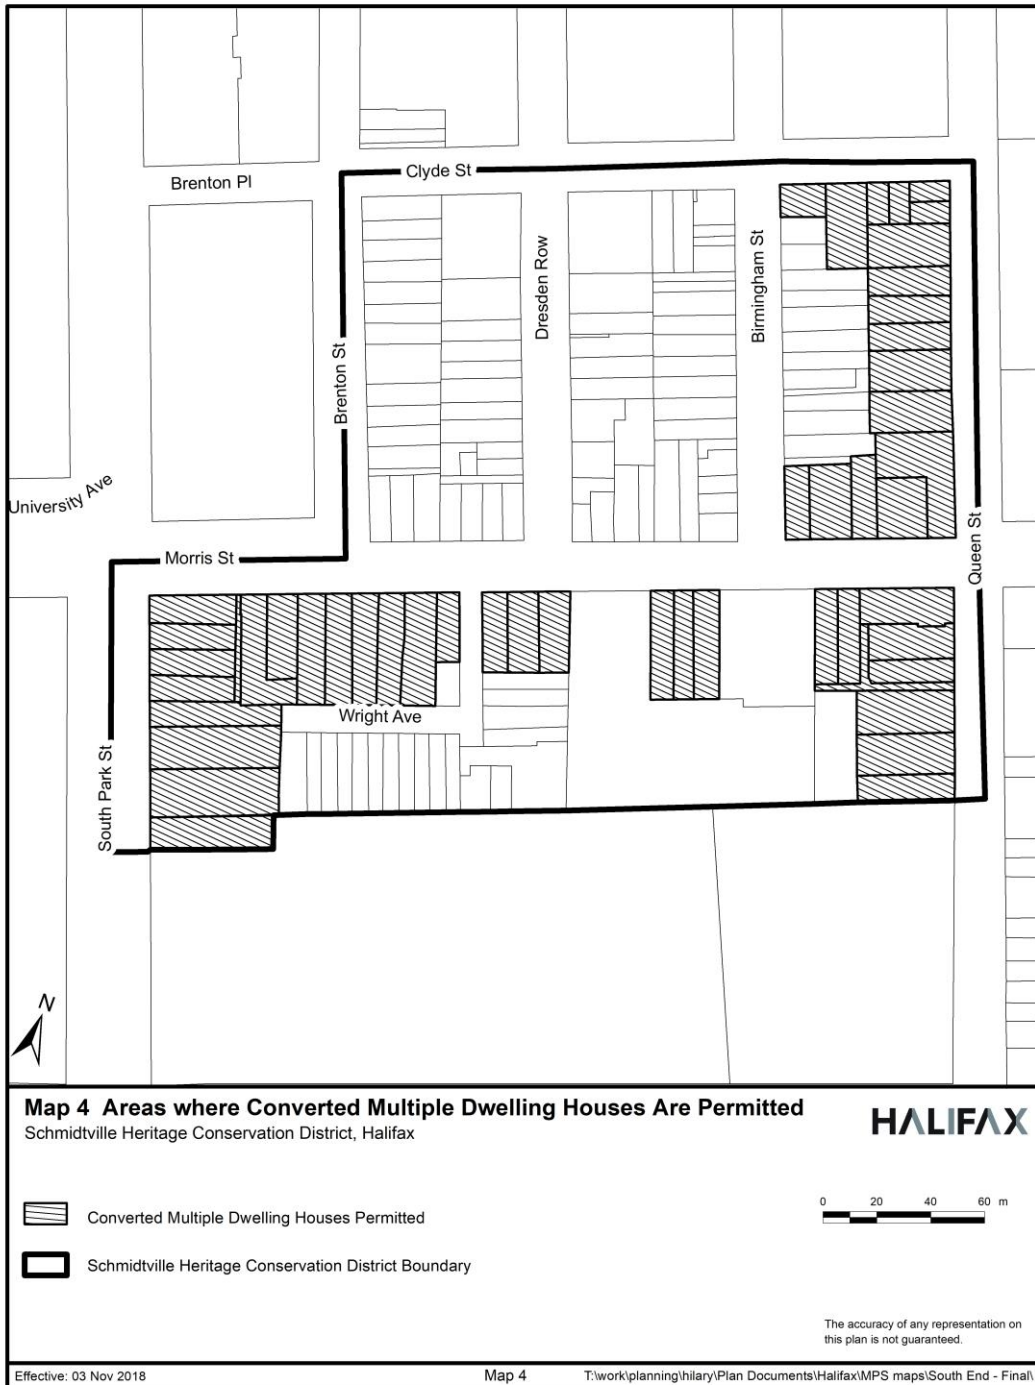 Clyde St
Brenton Pl
Dresden Row
Birmingham St
Brenton St
University Ave
Morris St
Queen St
Wright Ave
South Park St
N
Map 4 Areas where Converted Multiple Dwelling Houses Are Permitted
Schmidtville Heritage Conservation District, Halifax
HALIFAX
0 20 40 60 m
Converted Multiple Dwelling Houses Permitted
Schmidtville Heritage Conservation District Boundary
The accuracy of any representation on
this plan is not guaranteed.
Effective: 03 Nov 2018 Map 4 T:\work\planning\hilary\Plan Documents\Halifax\MPS maps\South End - Final\